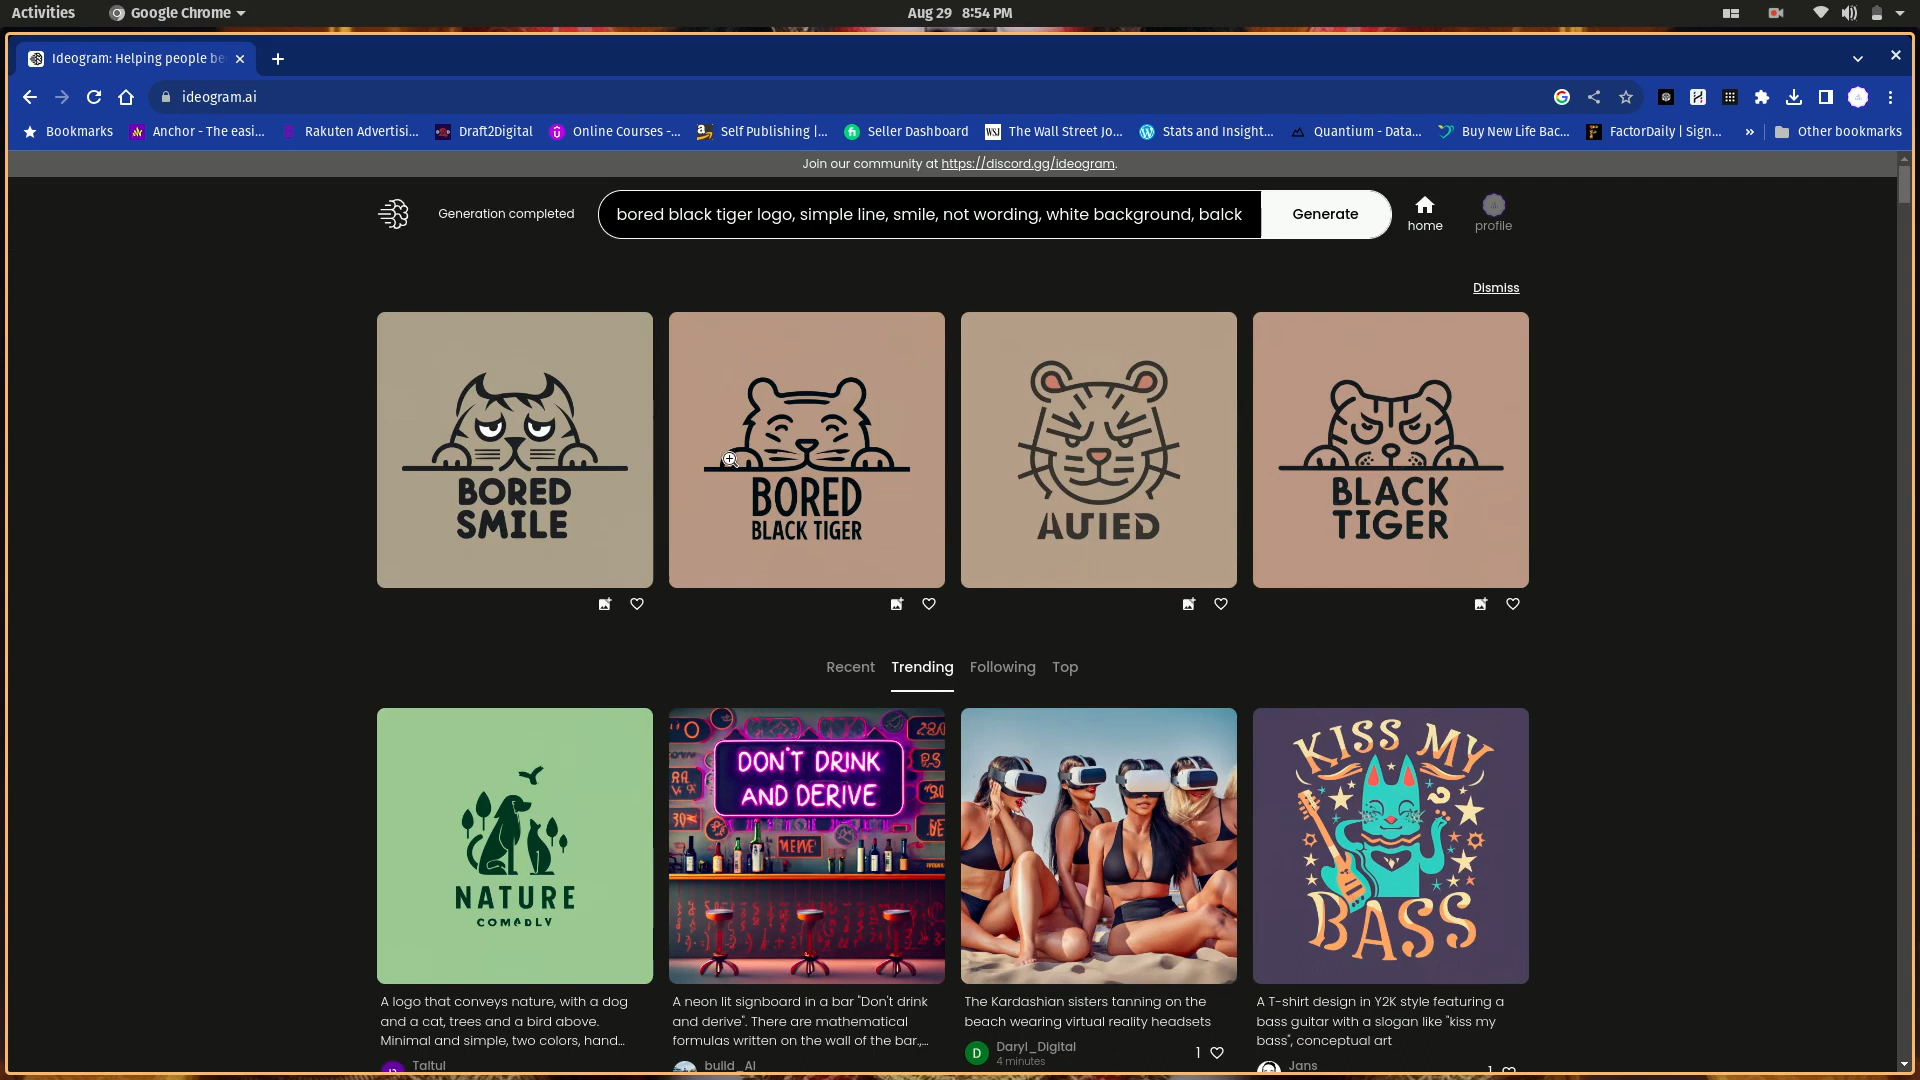 Activities
Google Chrome
Aug 29 8:54 PM
Ideogram: Helping people be
ideogram.ai
Bookmarks
Anchor - The easi...
Rakuten Advertisi...
Draft2Digital
Online Courses -...
Self Publishing |...
Seller Dashboard
WSJ
The Wall Street Jo...
Stats and Insight...
Quantium - Data...
Buy New Life Bac...
FactorDaily | Sign...
»
Other bookmarks
Join our community at https://discord.gg/ideogram.
Generation completed
bored black tiger logo, simple line, smile, not wording, white background, balck
Generate
home
profile
Dismiss
BORED
SMILE
BORED
BLACK TIGER
AUTIED
BLACK
TIGER
Recent
Trending
Following
Top
NATURE
COMADLY
DON'T DRINK
AND DERIVE
KISS MY
BASS
A logo that conveys nature, with a dog
and a cat, trees and a bird above.
Minimal and simple, two colors, hand...
Taltul
A neon lit signboard in a bar "Don't drink
and derive". There are mathematical
formulas written on the wall of the bar.,...
build_AI
The Kardashian sisters tanning on the
beach wearing virtual reality headsets
D
Daryl_Digital
4 minutes
1
A T-shirt design in Y2K style featuring a
bass guitar with a slogan like "kiss my
bass", conceptual art
Jans
1